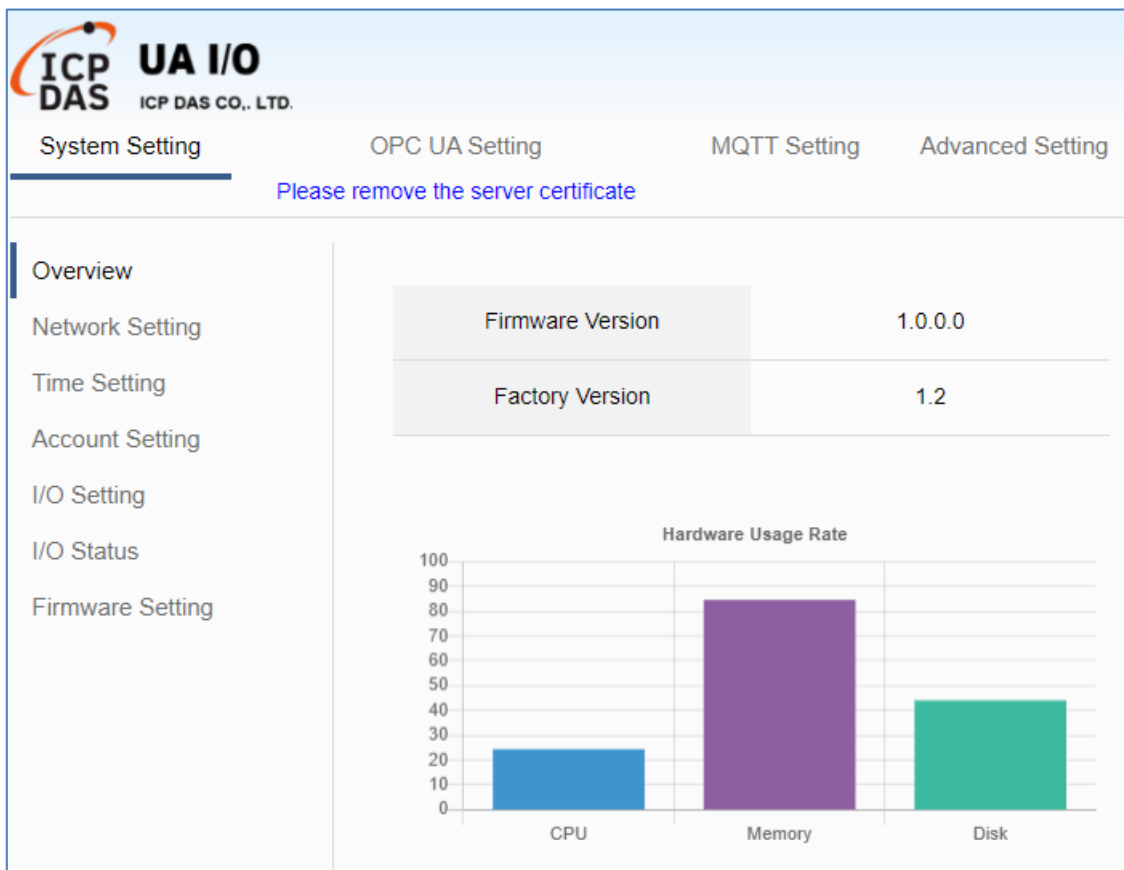 ICP
DAS
UA I/O
ICP DAS CO,. LTD.
System Setting OPC UA Setting MQTT Setting Advanced Setting
Please remove the server certificate
Overview
Network Setting
Time Setting
Account Setting
I/O Setting
I/O Status
Firmware Setting
Firmware Version 1.0.0.0
Factory Version 1.2
Hardware Usage Rate
100
90
80
70
60
50
40
30
20
10
0
CPU Memory Disk